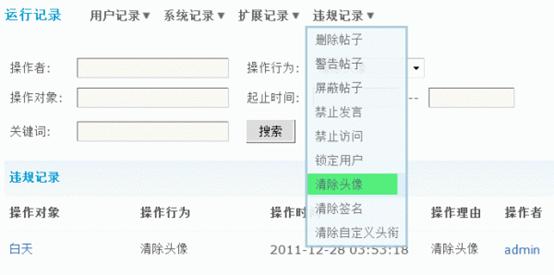 运行记录 用户记录▼ 系统记录▼ 扩展记录▼ 违规记录▼
删除帖子
操作者: 操作行为: 警告帖子
屏蔽帖子
操作对象: 起止时间: --
禁止发言
关键词: 搜索 禁止访问
锁定用户
违规记录 清除头像
操作对象 操作行为 操作时 清除签名 操作理由 操作者
清除自定义头衔
白天 清除头像 2011-12-28 03:53:18 清除头像 admin